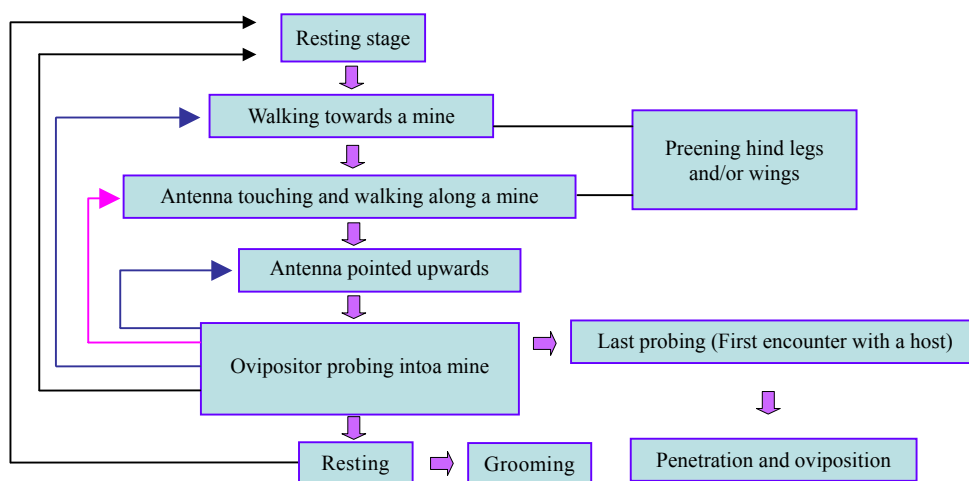 Resting stage
Walking towards a mine
Preening hind legs
and/or wings
Antenna touching and walking along a mine
Antenna pointed upwards
Last probing (First encounter with a host)
Ovipositor probing intoa mine
Resting
Grooming
Penetration and oviposition